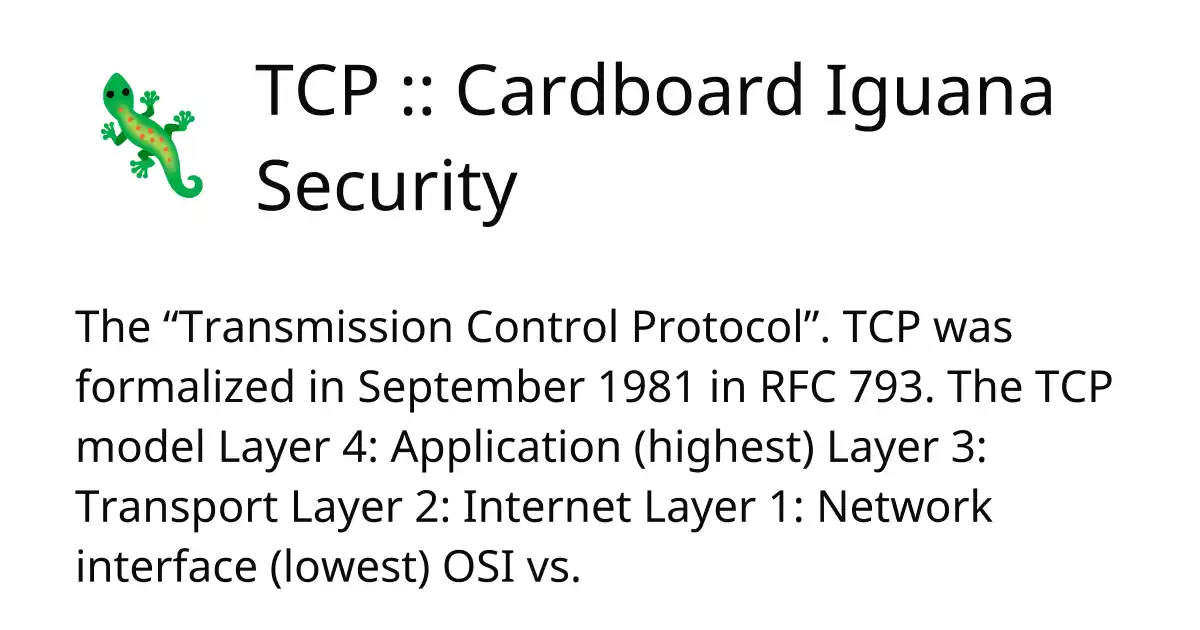 TCP :: Cardboard Iguana
Security
The “Transmission Control Protocol”. TCP was
formalized in September 1981 in RFC 793. The TCP
model Layer 4: Application (highest) Layer 3:
Transport Layer 2: Internet Layer 1: Network
interface (lowest) OSI vs.